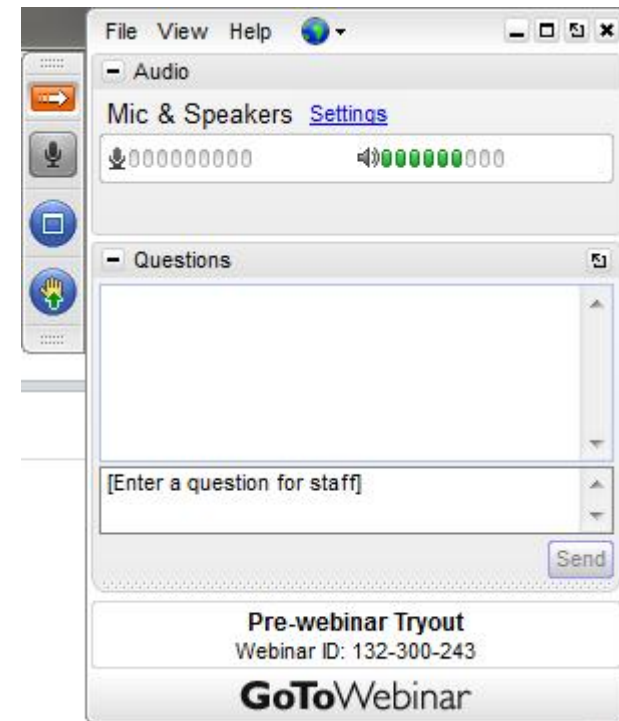 File View Help
Audio
Mic & Speakers Settings
Questions
[Enter a question for staff]
Send
Pre-webinar Tryout
Webinar ID: 132-300-243
GoToWebinar